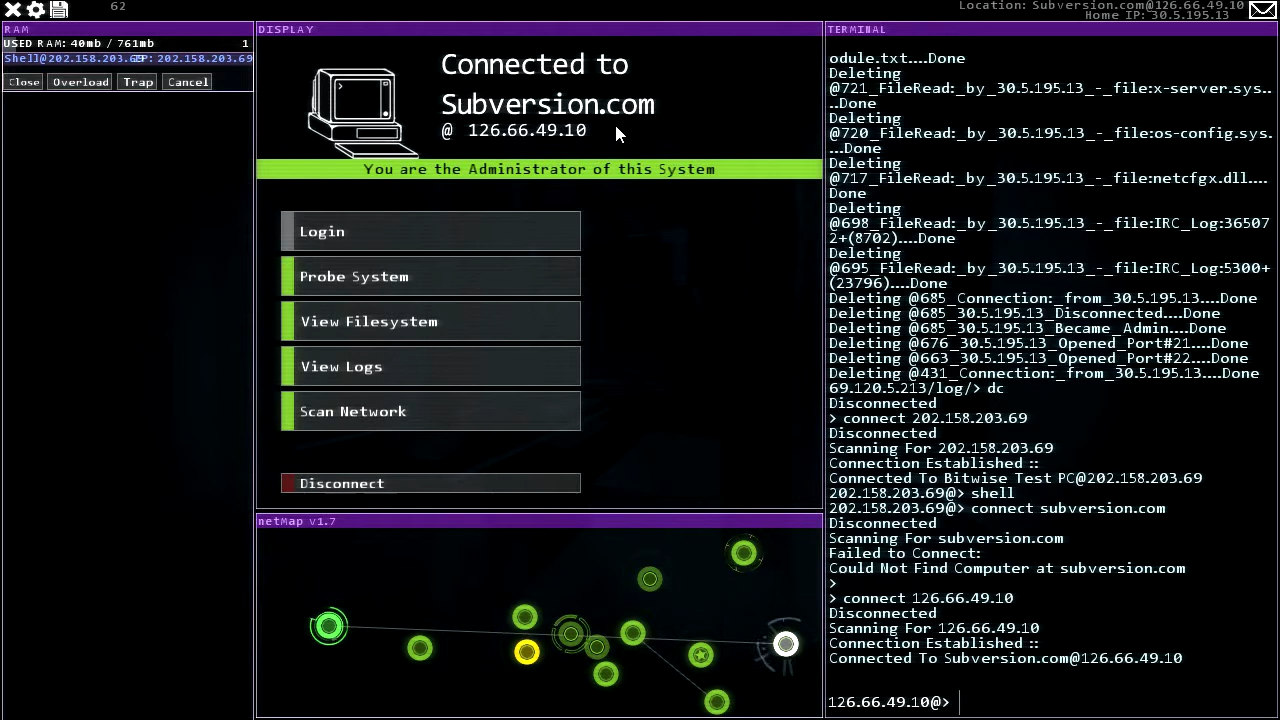 62
Location: Subversion.com@126.66.49.10
Home IP: 30.5.195.13
RAM
USED RAM: 40mb / 761mb 1
Shell@202.158.203.69 IP: 202.158.203.69
Close Overload Trap Cancel
DISPLAY
Connected to
Subversion.com
@ 126.66.49.10
You are the Administrator of this System
Login
Probe System
View Filesystem
View Logs
Scan Network
Disconnect
netMap v1.7
TERMINAL
odule.txt....Done
Deleting
@721_FileRead:_by_30.5.195.13_-_file:x-server.sys..
..Done
Deleting
@720_FileRead:_by_30.5.195.13_-_file:os-config.sys.
...Done
Deleting
@717_FileRead:_by_30.5.195.13_-_file:netcfgx.dll....
Done
Deleting
@698_FileRead:_by_30.5.195.13_-_file:IRC_Log:36507
2+(8702)....Done
Deleting
@695_FileRead:_by_30.5.195.13_-_file:IRC_Log:5300+
(23796)....Done
Deleting @685_Connection:_from_30.5.195.13....Done
Deleting @685_30.5.195.13_Disconnected....Done
Deleting @685_30.5.195.13_Became_Admin....Done
Deleting @676_30.5.195.13_Opened_Port#21....Done
Deleting @663_30.5.195.13_Opened_Port#22....Done
Deleting @431_Connection:_from_30.5.195.13....Done
69.120.5.213/log/> dc
Disconnected
> connect 202.158.203.69
Disconnected
Scanning For 202.158.203.69
Connection Established ::
Connected To Bitwise Test PC@202.158.203.69
202.158.203.69@> shell
202.158.203.69@> connect subversion.com
Disconnected
Scanning For subversion.com
Failed to Connect:
Could Not Find Computer at subversion.com
>
> connect 126.66.49.10
Disconnected
Scanning For 126.66.49.10
Connection Established ::
Connected To Subversion.com@126.66.49.10
126.66.49.10@>